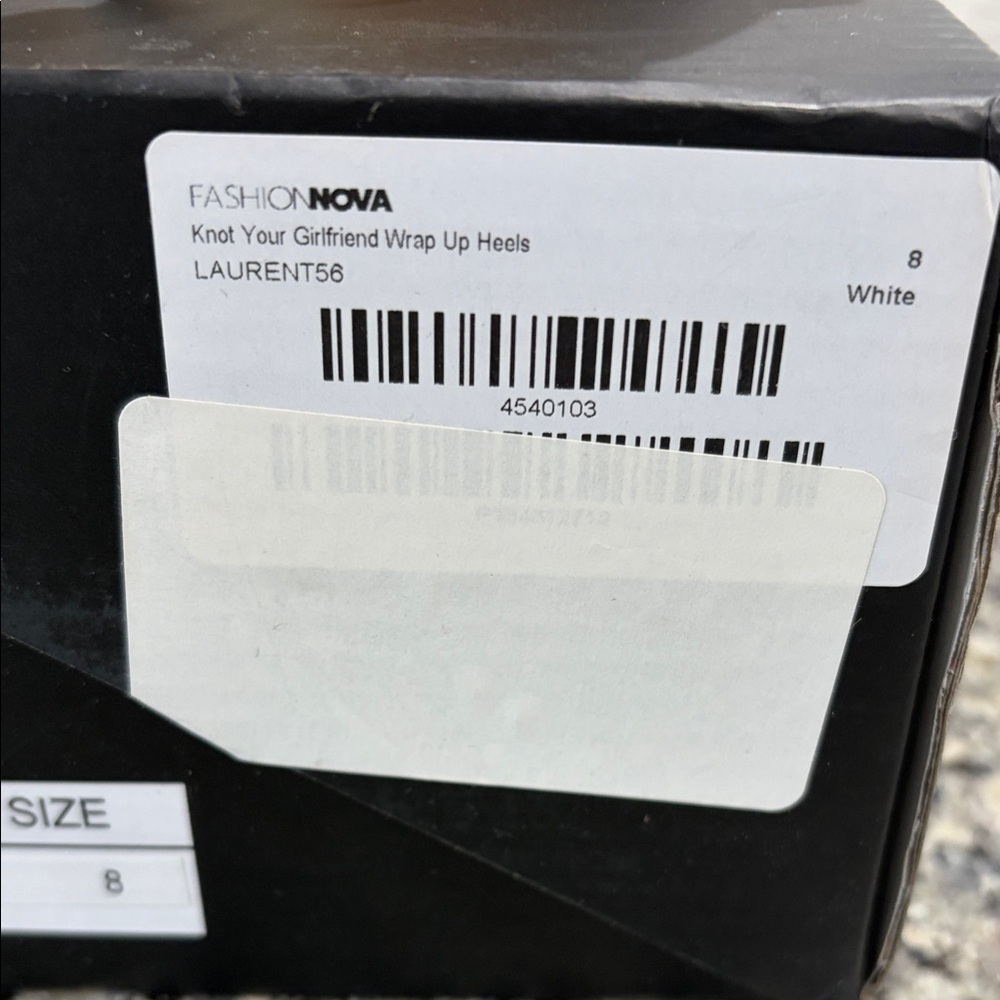 FASHIONNOVA
Knot Your Girlfriend Wrap Up Heels
8
LAURENT56
White
4540103
SIZE
8